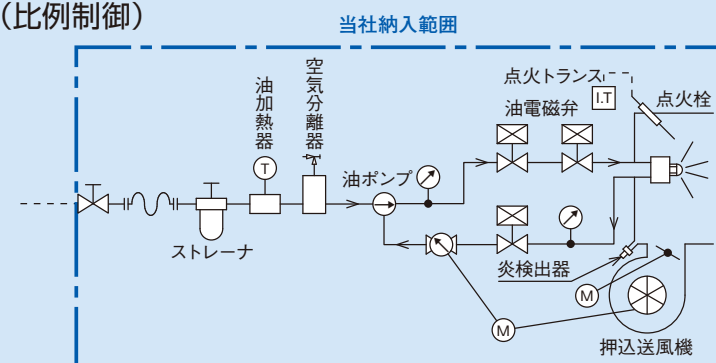 (比例制御)
当社納入範囲
油加熱器
空気分離器
点火トランス
I.T
点火栓
油電磁弁
T
油ポンプ
ストレーナ
炎検出器
M
M
押込送風機